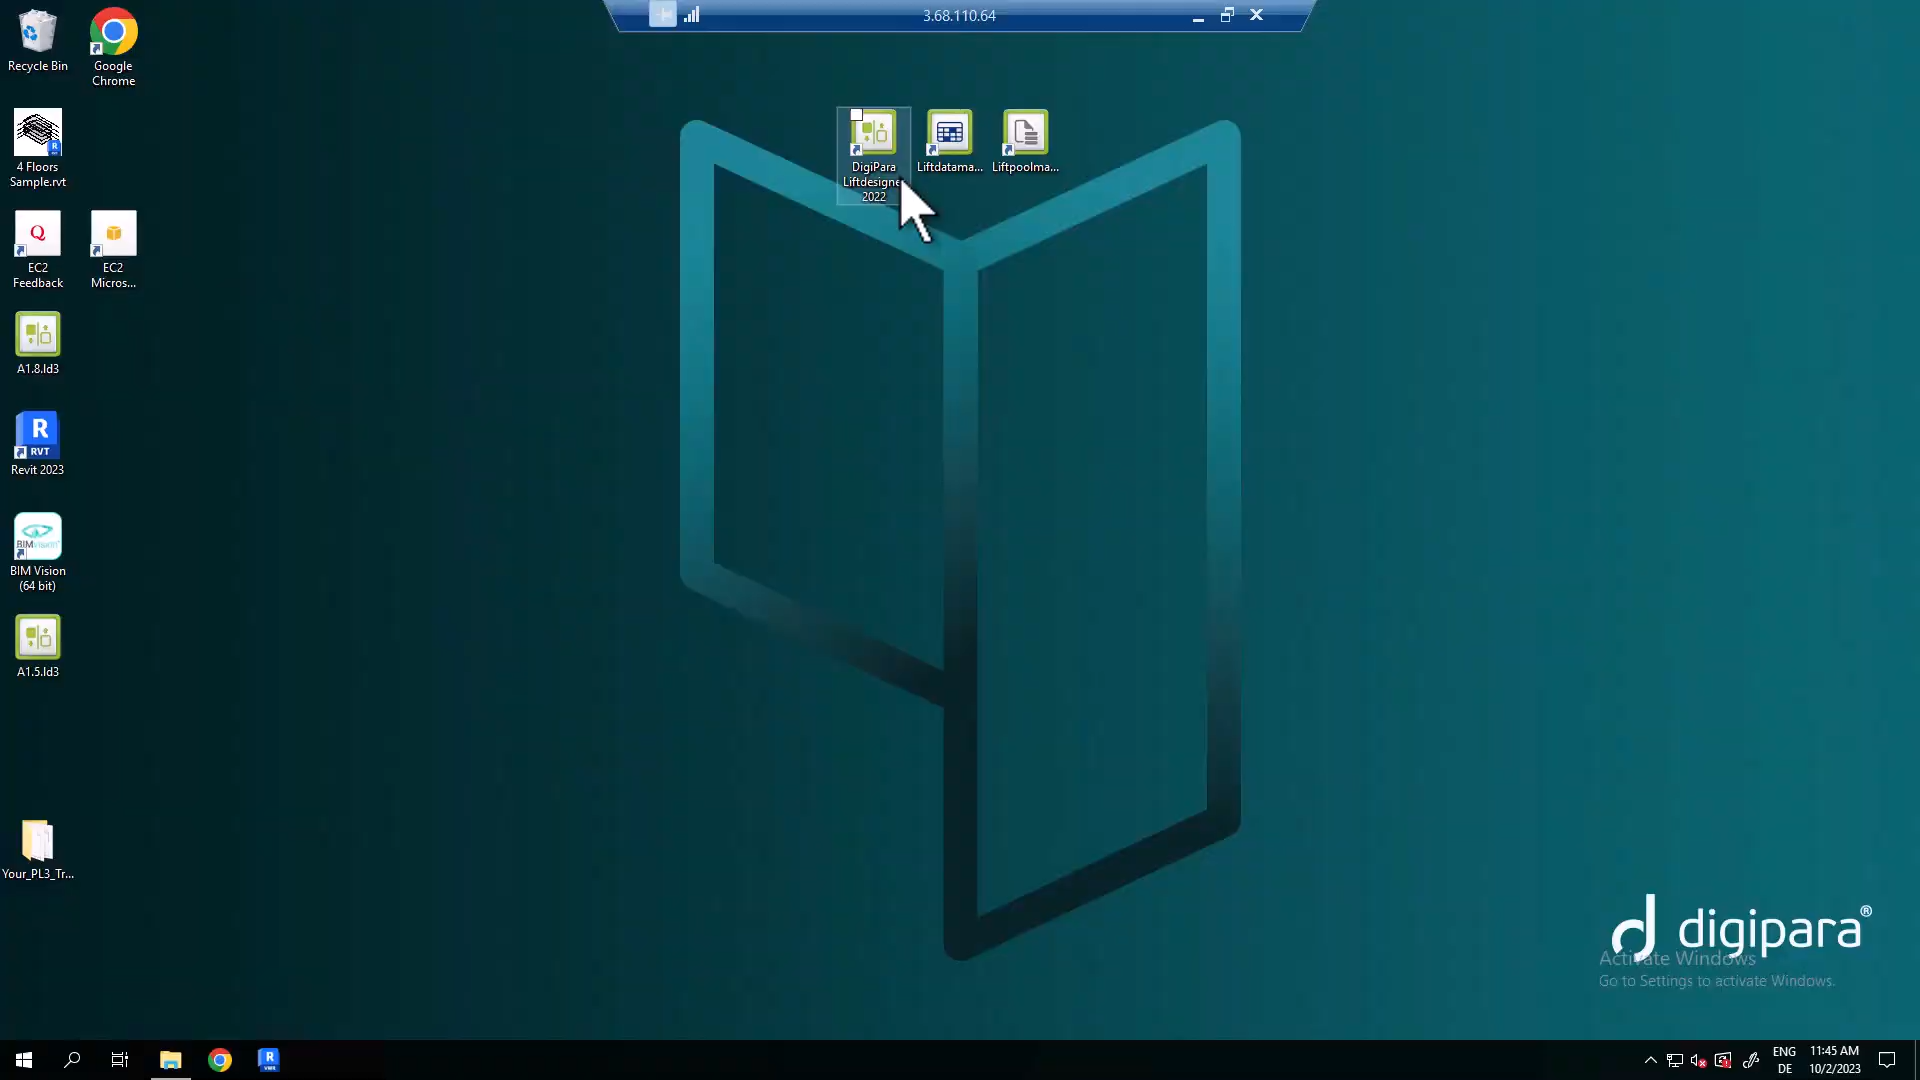 3.68.110.64
Recycle Bin
Google
Chrome
4 Floors
Sample.rvt
DigiPara
Liftdesigne
2022
Liftdatama...
Liftpoolma...
Q
EC2
Feedback
EC2
Micros...
A1.8.ld3
R
RVT
Revit 2023
BIMvision
BIM Vision
(64 bit)
A1.5.ld3
Your_PL3_Tr...
digipara®
Activate Windows
Go to Settings to activate Windows.
R
ENG
DE
11:45 AM
10/2/2023